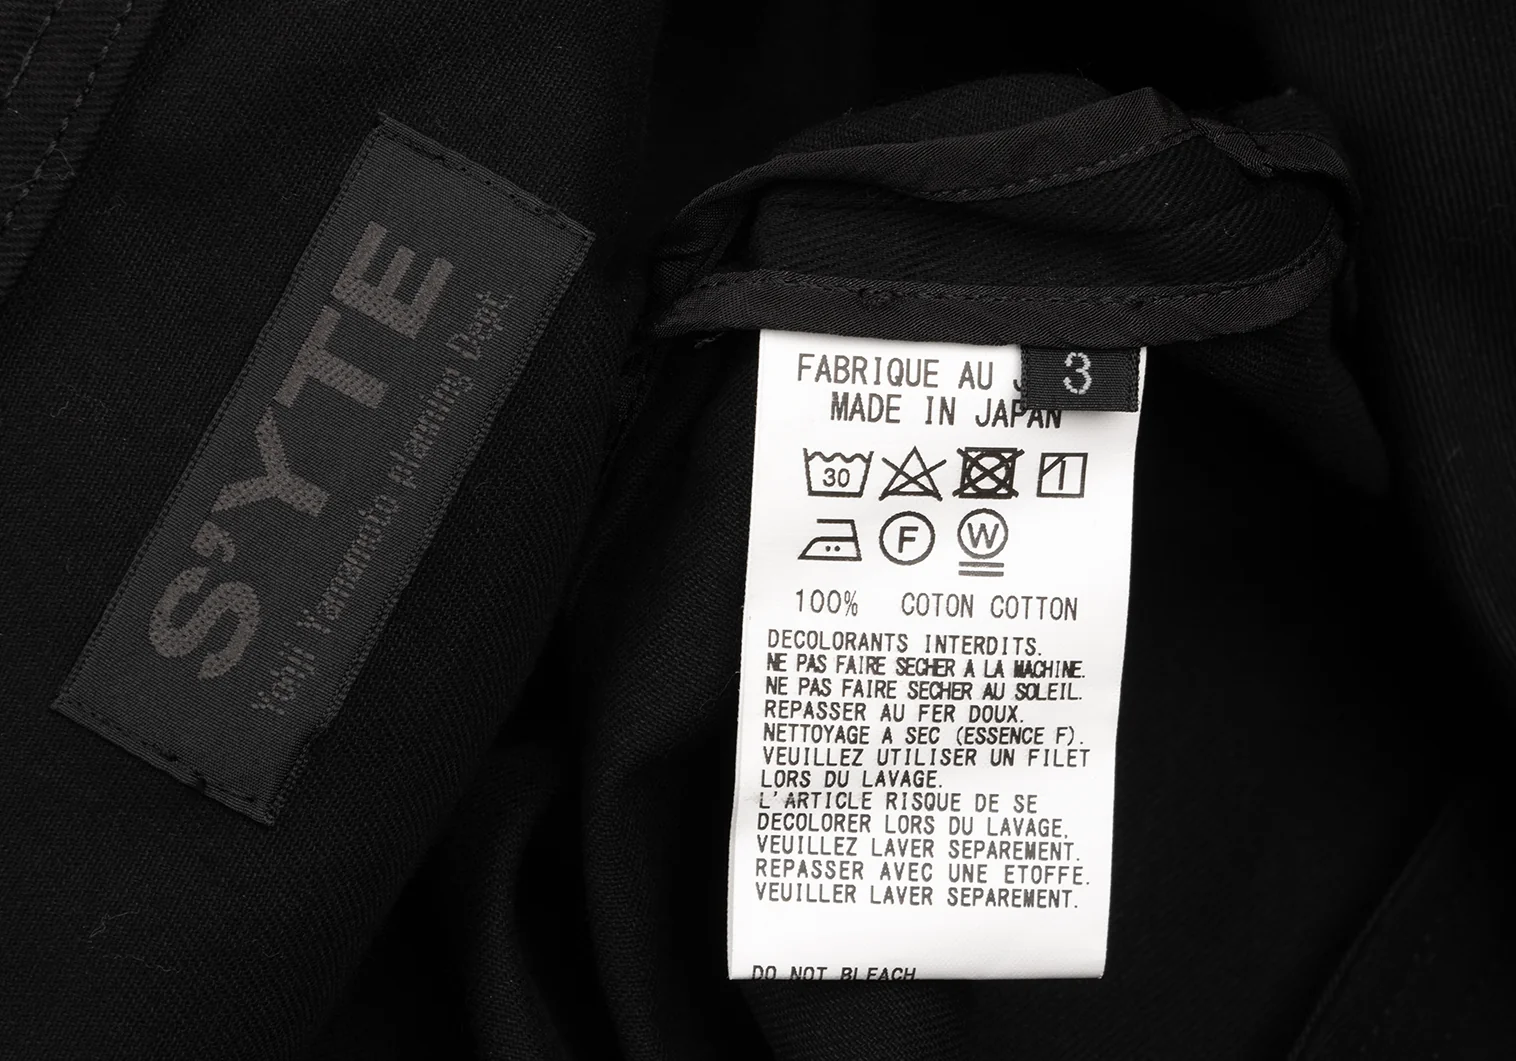 S'YTE
Yohji Yamamoto planning Dept.
3
FABRIQUE AU
MADE IN JAPAN
30
1
F
W
100% COTON COTTON
DECOLORANTS INTERDITS.
NE PAS FAIRE SECHER A LA MACHINE.
NE PAS FAIRE SECHER AU SOLEIL.
REPASSER AU FER DOUX.
NETTOYAGE A SEC (ESSENCE F).
VEUILLEZ UTILISER UN FILET
LORS DU LAVAGE.
L'ARTICLE RISQUE DE SE
DECOLORER LORS DU LAVAGE,
VEUILLEZ LAVER SEPAREMENT.
REPASSER AVEC UNE ETOFFE.
VEUILLER LAVER SEPAREMENT.
DO NOT BLEACH